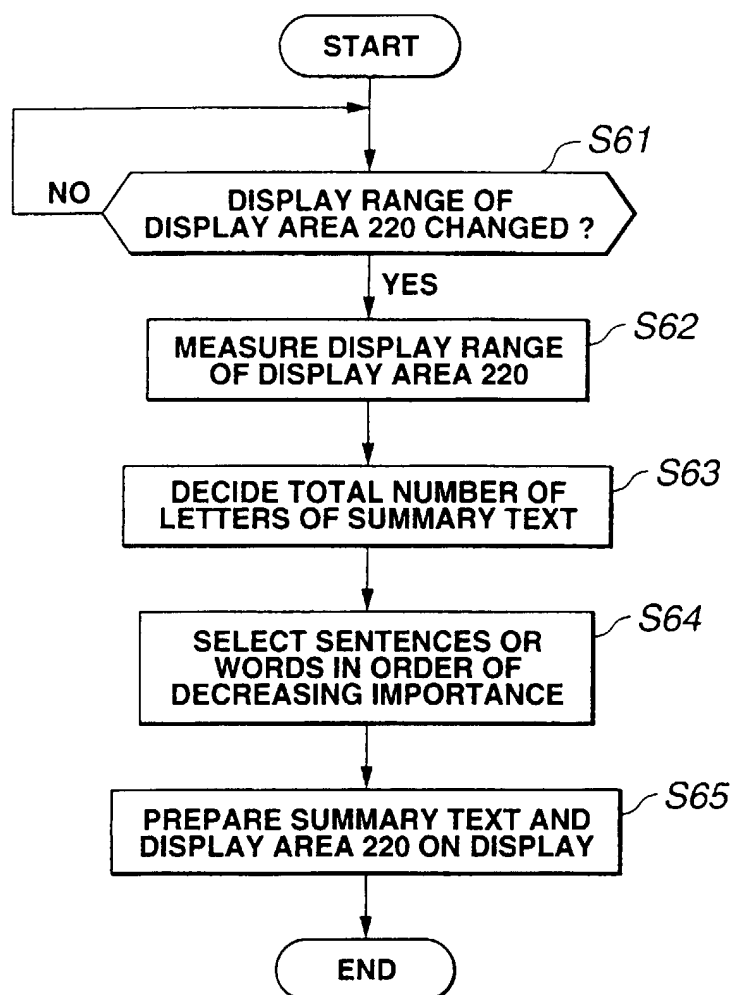 START
S61
NO
DISPLAY RANGE OF
DISPLAY AREA 220 CHANGED ?
YES
S62
MEASURE DISPLAY RANGE
OF DISPLAY AREA 220
S63
DECIDE TOTAL NUMBER OF
LETTERS OF SUMMARY TEXT
S64
SELECT SENTENCES OR
WORDS IN ORDER OF
DECREASING IMPORTANCE
S65
PREPARE SUMMARY TEXT AND
DISPLAY AREA 220 ON DISPLAY
END